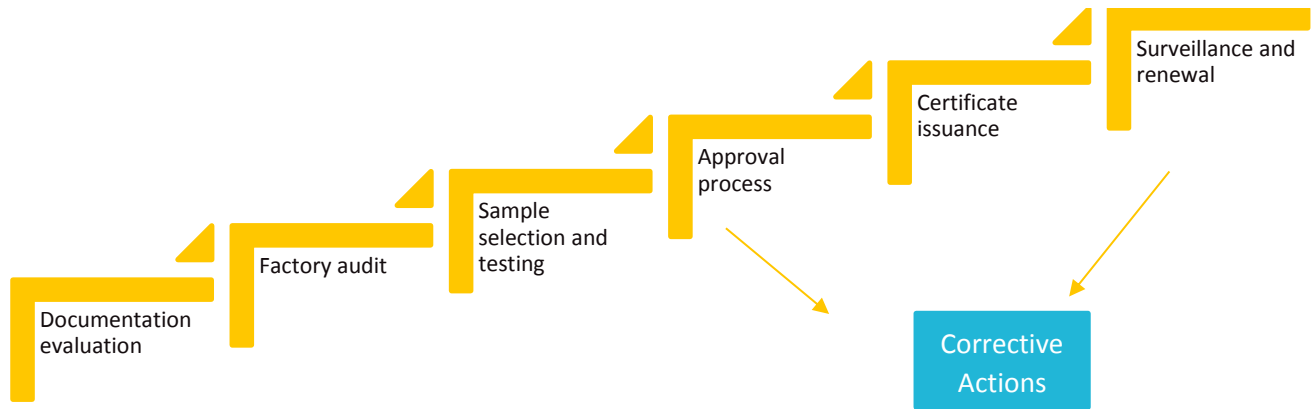 Documentation
evaluation
Factory audit
Sample
selection and
testing
Approval
process
Certificate
issuance
Surveillance and
renewal
Corrective
Actions